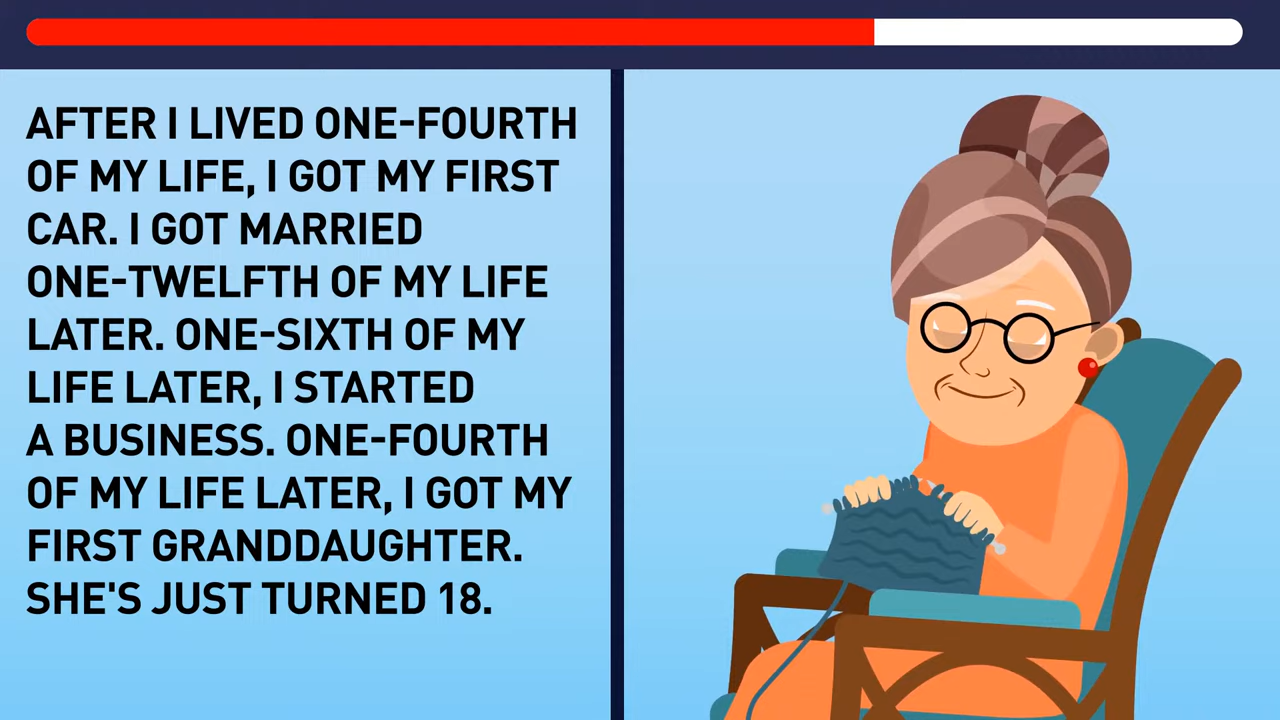 AFTER I LIVED ONE-FOURTH
OF MY LIFE, I GOT MY FIRST
CAR. I GOT MARRIED
ONE-TWELFTH OF MY LIFE
LATER. ONE-SIXTH OF MY
LIFE LATER, I STARTED
A BUSINESS. ONE-FOURTH
OF MY LIFE LATER, I GOT MY
FIRST GRANDDAUGHTER.
SHE'S JUST TURNED 18.